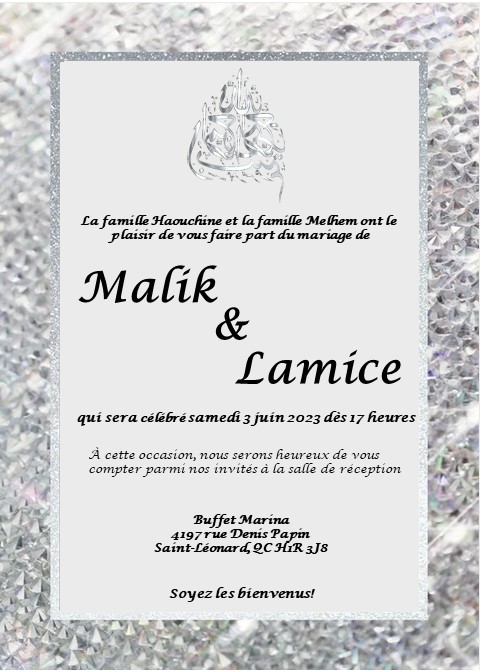 La famille Haouchine et la famille Melhem ont le
plaisir de vous faire part du mariage de
Malik
&
Lamice
qui sera célébré samedi 3 juin 2023 dès 17 heures
À cette occasion, nous serons heureux de vous
compter parmi nos invités à la salle de réception
Buffet Marina
4197 rue Denis Papin
Saint-Léonard, QC H1R 3J8
Soyez les bienvenus!